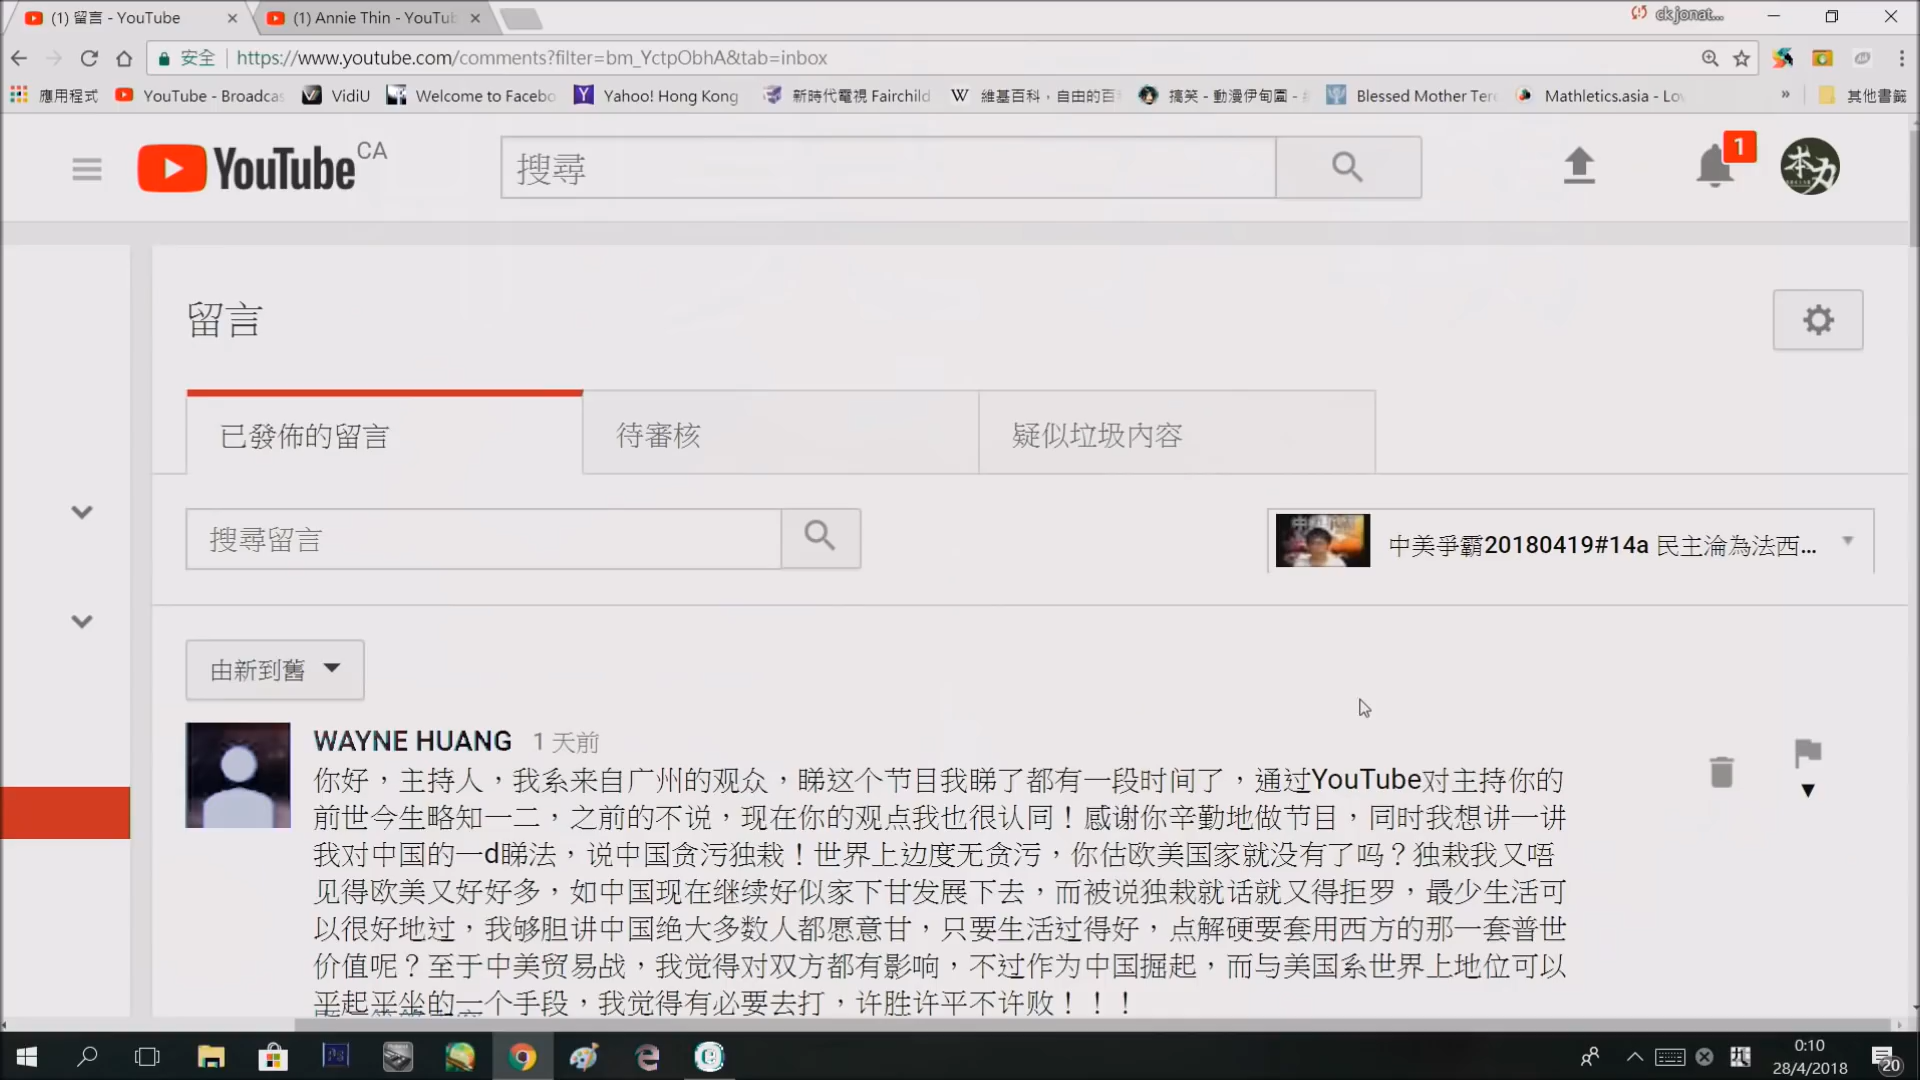 (1) 留言 - YouTube
(1) Annie Thin - YouTub
ckjonat...
安全
https://www.youtube.com/comments?filter=bm_YctpObhA&tab=inbox
應用程式
YouTube - Broadcas
VidiU
Welcome to Facebo
Yahoo! Hong Kong
新時代電視 Fairchild
維基百科，自由的百
搞笑 - 動漫伊甸園 -
Blessed Mother Tere
Mathletics.asia - Lov
其他書籤
YouTube CA
搜尋
1
本力
留言
已發佈的留言
待審核
疑似垃圾內容
搜尋留言
中美爭霸20180419#14a 民主淪為法西...
由新到舊
WAYNE HUANG 1 天前
你好，主持人，我系来自广州的观众，睇这个节目我睇了都有一段时间了，通过YouTube对主持你的
前世今生略知一二，之前的不说，现在你的观点我也很认同！感谢你辛勤地做节目，同时我想讲一讲
我对中国的一d睇法，说中国贪污独栽！世界上边度无贪污，你估欧美国家就没有了吗？独栽我又唔
见得欧美又好好多，如中国现在继续好似家下甘发展下去，而被说独栽就话就又得拒罗，最少生活可
以很好地过，我够胆讲中国绝大多数人都愿意甘，只要生活过得好，点解硬要套用西方的那一套普世
价值呢？至于中美贸易战，我觉得对双方都有影响，不过作为中国掘起，而与美国系世界上地位可以
平起平坐的一个手段，我觉得有必要去打，许胜许平不许败！！！
0:10
28/4/2018
20